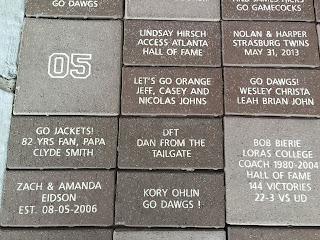 GO DAWGS
GO GAMECOCKS
05
LINDSAY HIRSCH
ACCESS ATLANTA
HALL OF FAME
NOLAN & HARPER
STRASBURG TWINS
MAY 31, 2013
LET'S GO ORANGE
JEFF, CASEY AND
NICOLAS JOHNS
GO DAWGS!
WESLEY CHRISTA
LEAH BRIAN JOHN
GO JACKETS!
82 YRS FAN, PAPA
CLYDE SMITH
DFT
DAN FROM THE
TAILGATE
BOB BIERIE
LORAS COLLEGE
COACH 1980-2004
HALL OF FAME
144 VICTORIES
22-3 VS UD
ZACH & AMANDA
EIDSON
EST. 08-05-2006
KORY OHLIN
GO DAWGS !